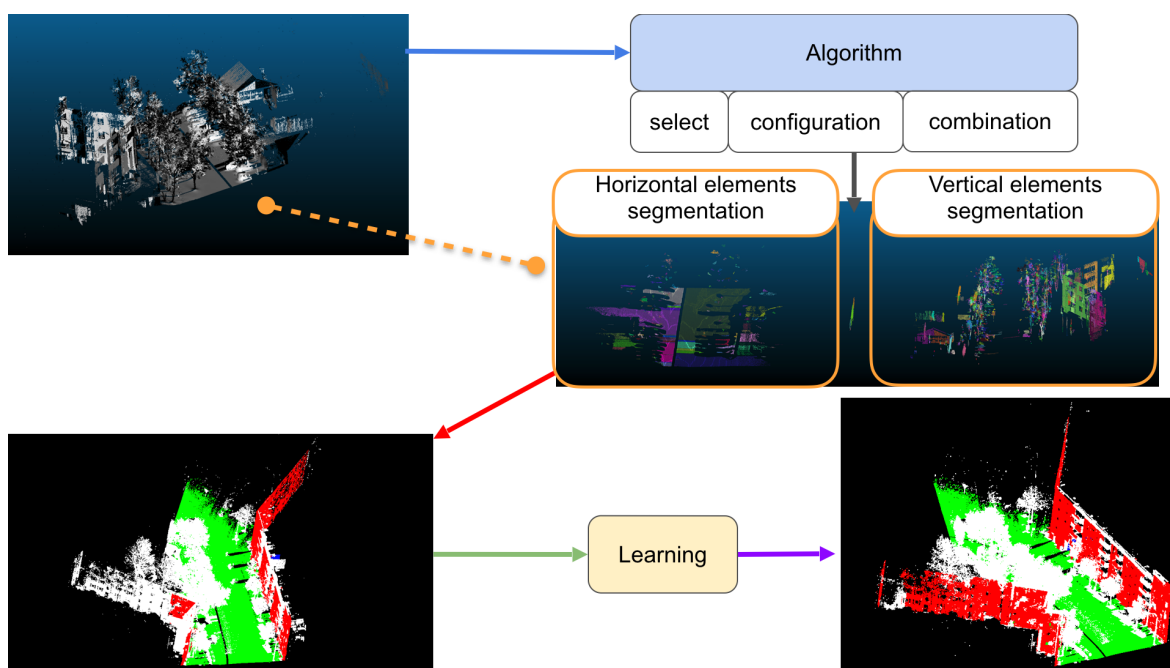 Algorithm
select
configuration
combination
Horizontal elements
segmentation
Vertical elements
segmentation
Learning